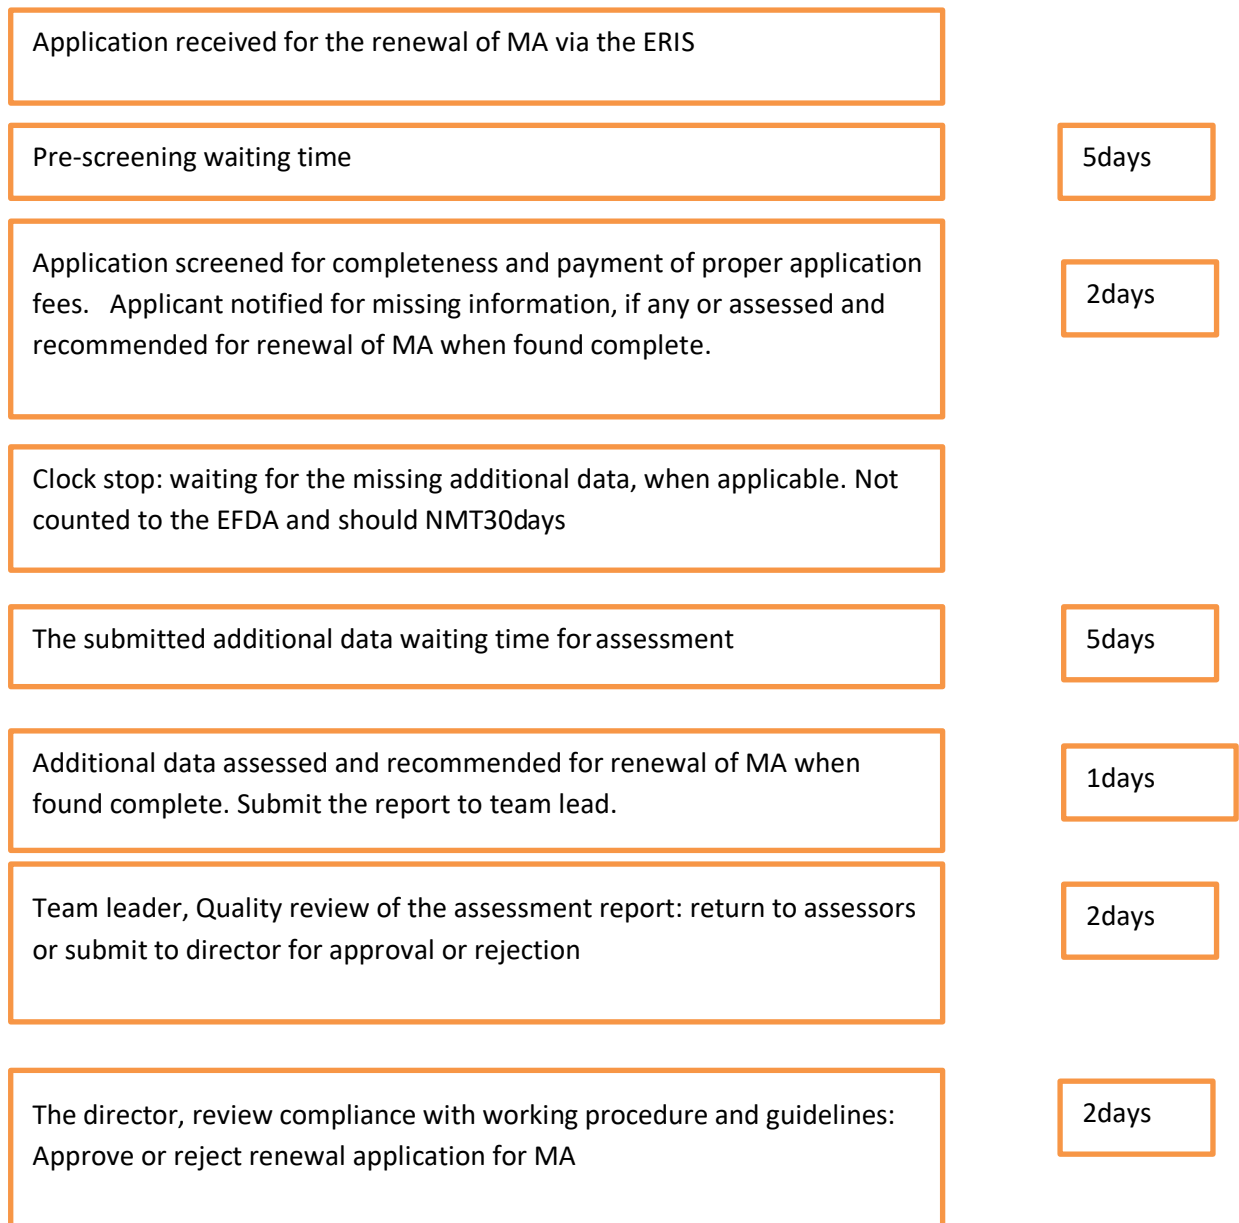 Application received for the renewal of MA via the ERIS
Pre-screening waiting time
5days
Application screened for completeness and payment of proper application
fees.   Applicant notified for missing information, if any or assessed and
recommended for renewal of MA when found complete.
2days
Clock stop: waiting for the missing additional data, when applicable. Not
counted to the EFDA and should NMT30days
The submitted additional data waiting time for assessment
5days
Additional data assessed and recommended for renewal of MA when
found complete. Submit the report to team lead.
1days
Team leader, Quality review of the assessment report: return to assessors
or submit to director for approval or rejection
2days
The director, review compliance with working procedure and guidelines:
Approve or reject renewal application for MA
2days